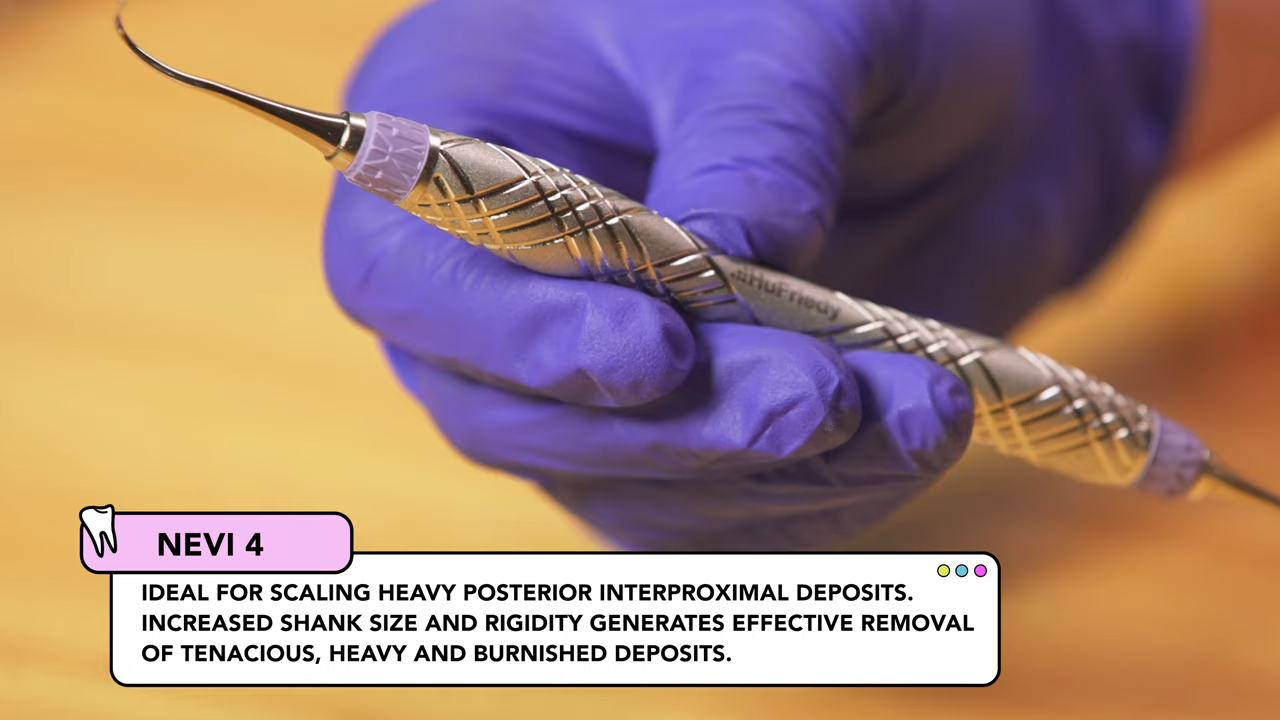 HuFriedy
NEVI 4
IDEAL FOR SCALING HEAVY POSTERIOR INTERPROXIMAL DEPOSITS.
INCREASED SHANK SIZE AND RIGIDITY GENERATES EFFECTIVE REMOVAL
OF TENACIOUS, HEAVY AND BURNISHED DEPOSITS.